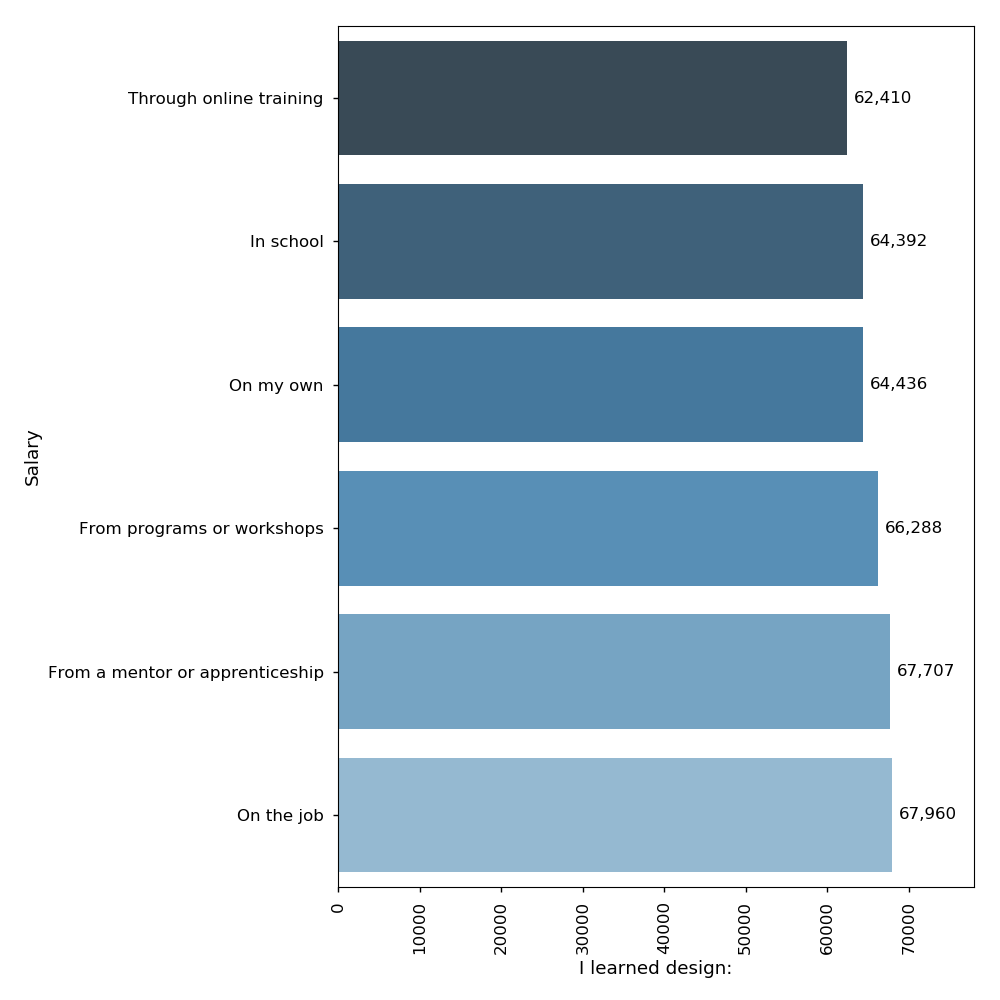 Through online training
62,410
In school
64,392
On my own
64,436
Salary
From programs or workshops
66,288
From a mentor or apprenticeship
67,707
On the job
67,960
0
10000
20000
30000
40000
50000
60000
70000
I learned design: